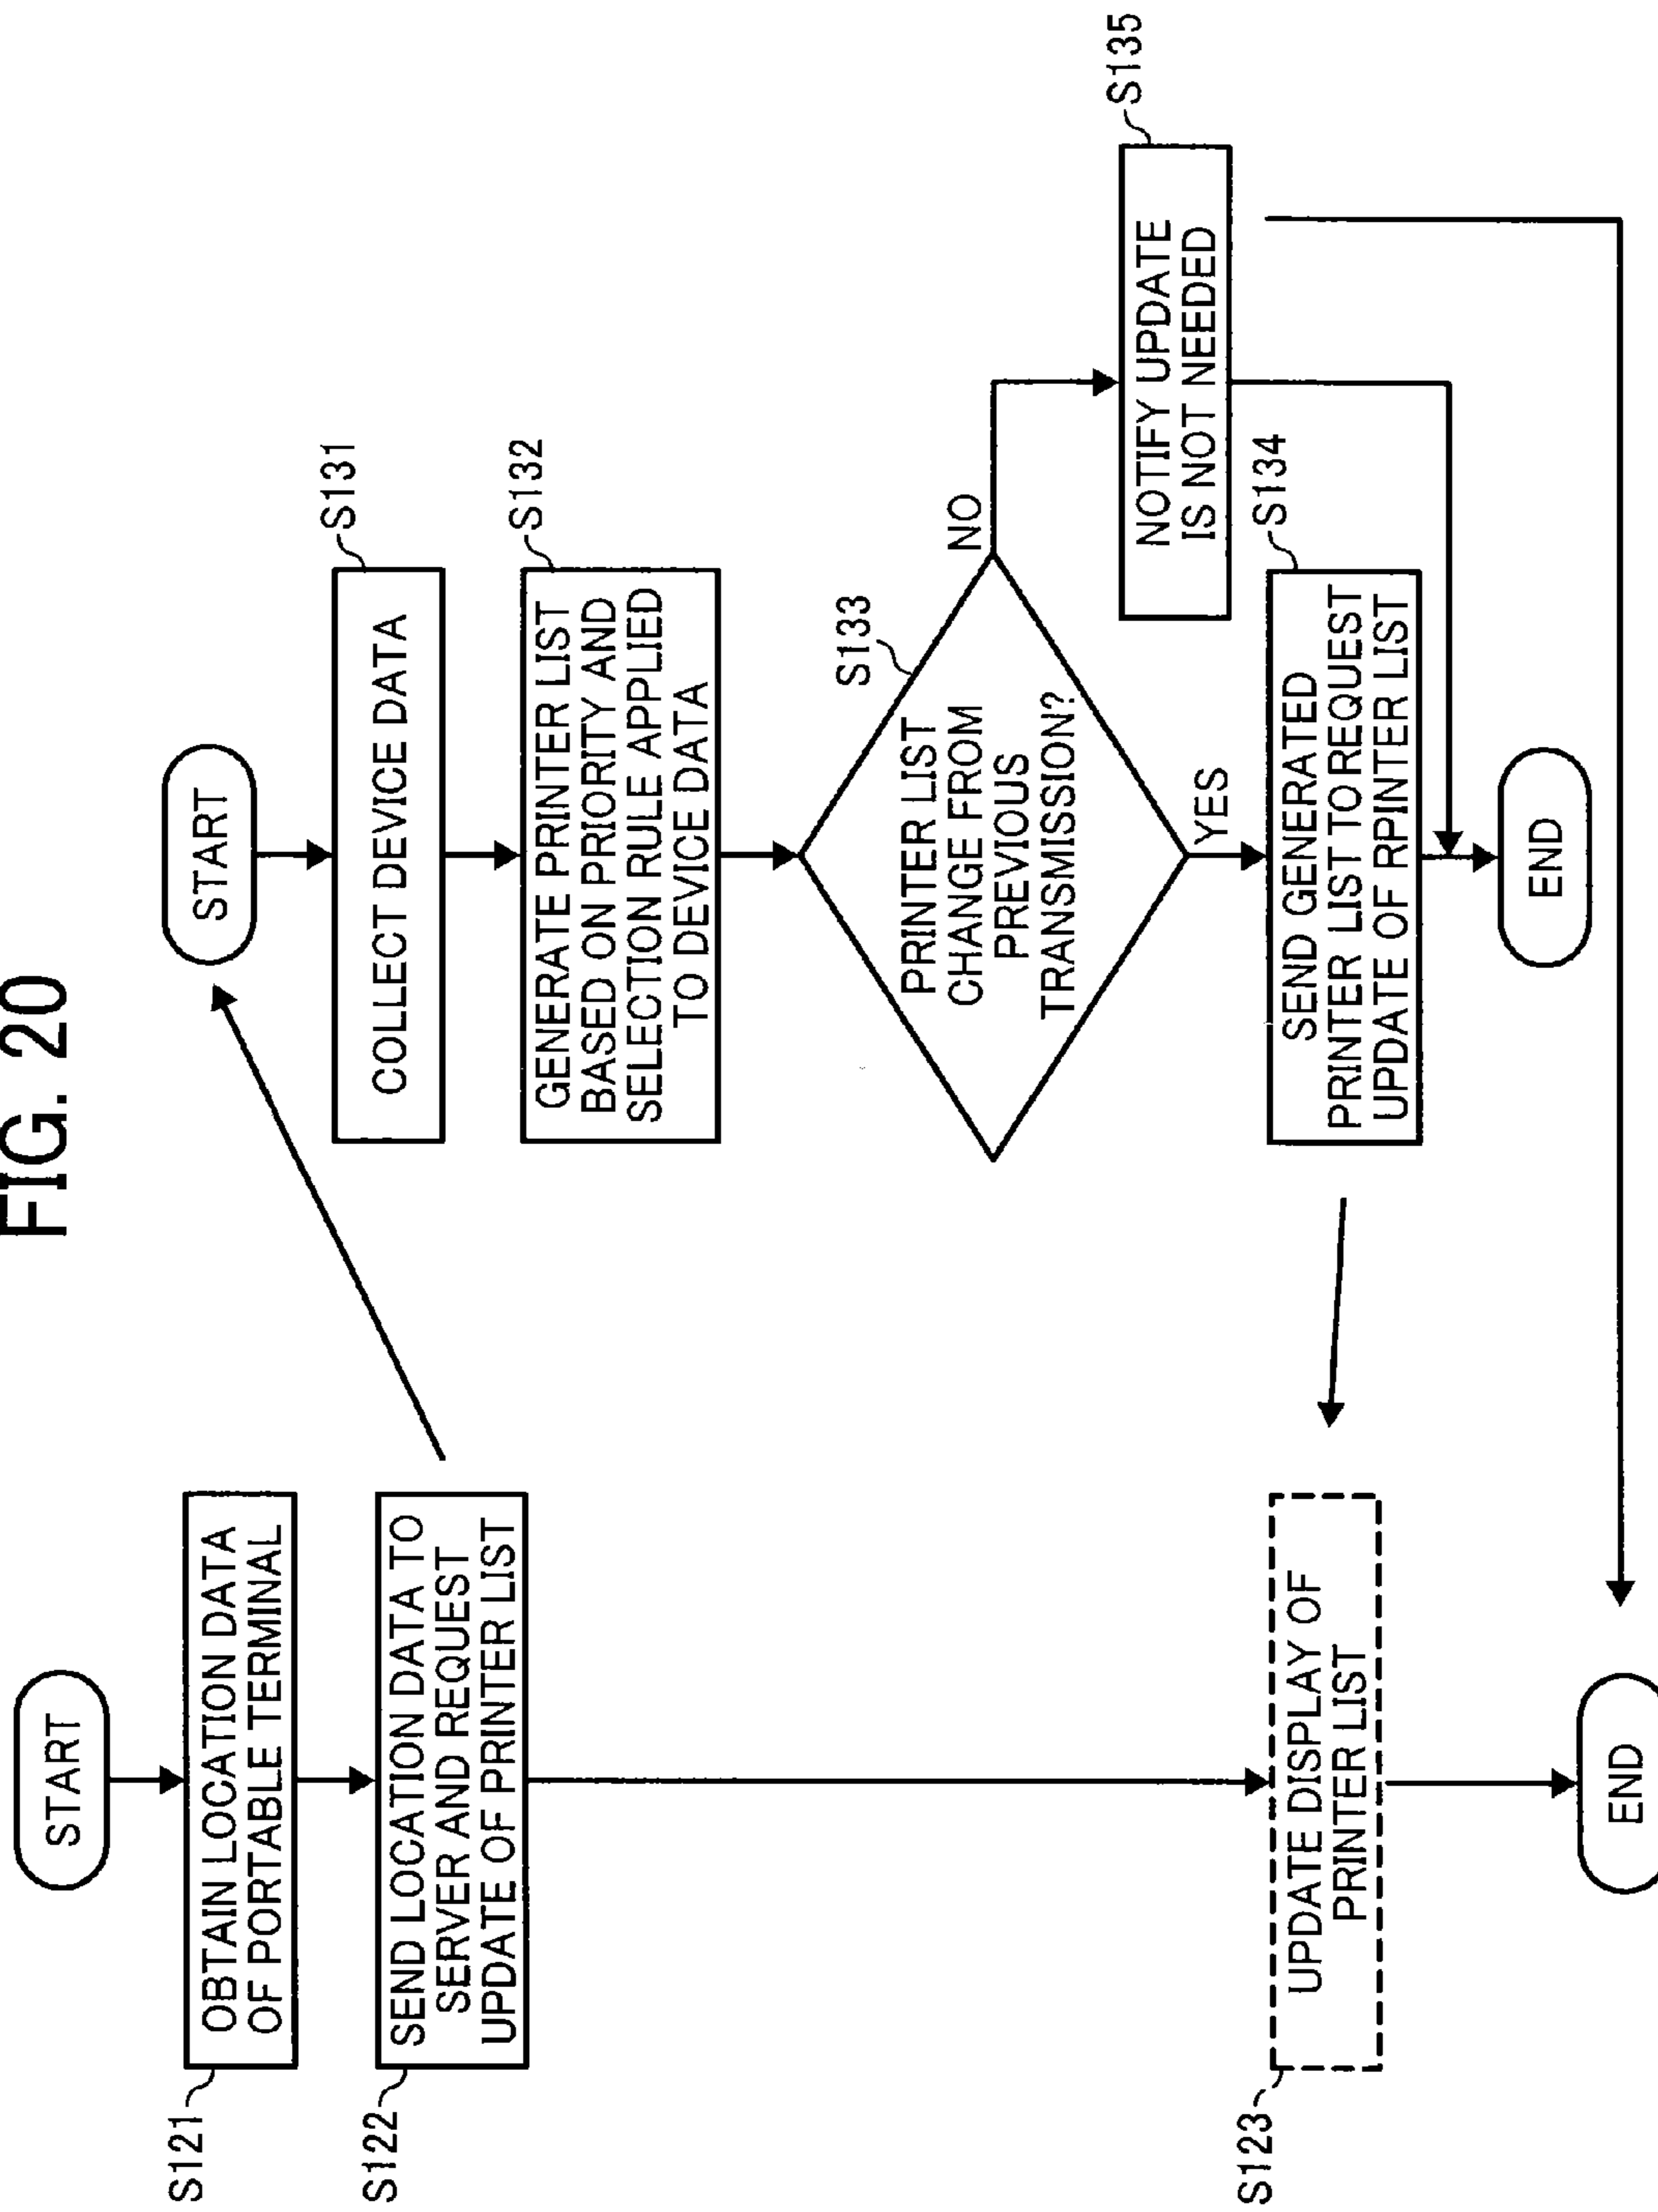 FIG. 20
START
S121
OBTAIN LOCATION DATA
OF PORTABLE TERMINAL
S122
SEND LOCATION DATA TO
SERVER AND REQUEST
UPDATE OF PRINTER LIST
S123
UPDATE DISPLAY OF
PRINTER LIST
END
START
S131
COLLECT DEVICE DATA
S132
GENERATE PRINTER LIST
BASED ON PRIORITY AND
SELECTION RULE APPLIED
TO DEVICE DATA
S133
PRINTER LIST
CHANGE FROM
PREVIOUS
TRANSMISSION?
NO
YES
S135
NOTIFY UPDATE
IS NOT NEEDED
S134
SEND GENERATED
PRINTER LIST TO REQUEST
UPDATE OF RPINTER LIST
END